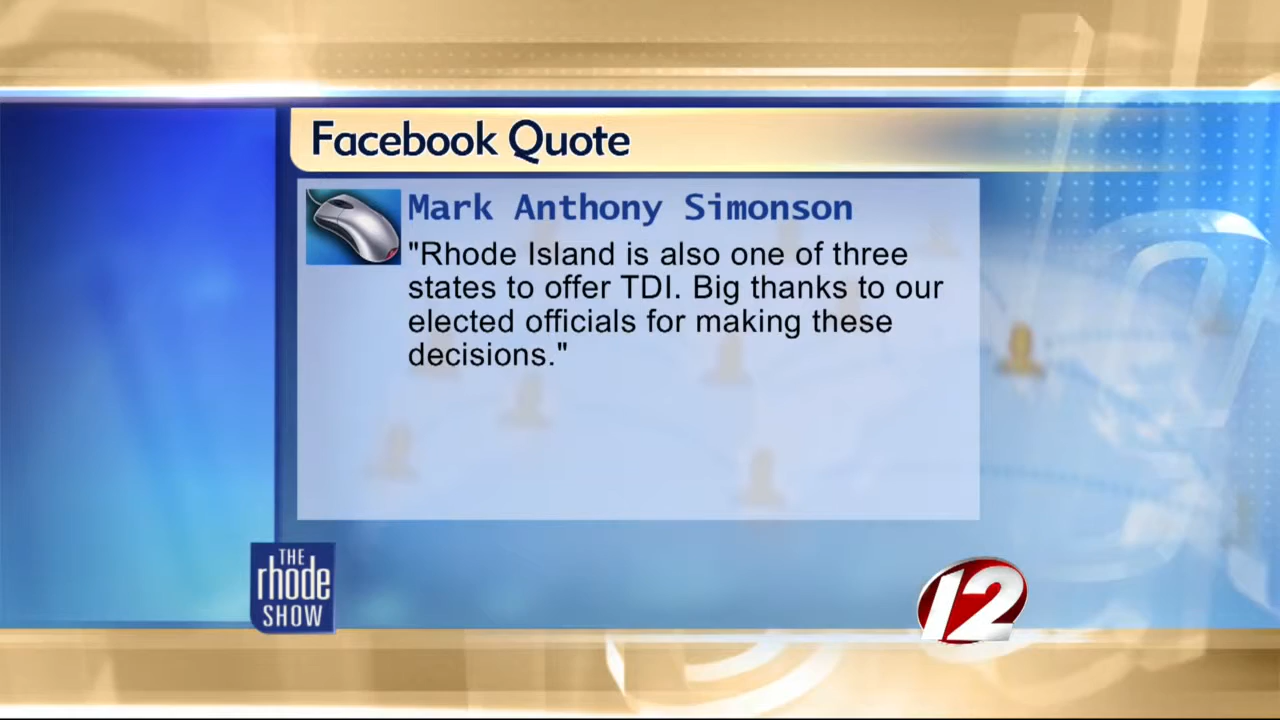 Facebook Quote
Mark Anthony Simonson
"Rhode Island is also one of three
states to offer TDI. Big thanks to our
elected officials for making these
decisions."
THE
rhode
SHOW
12